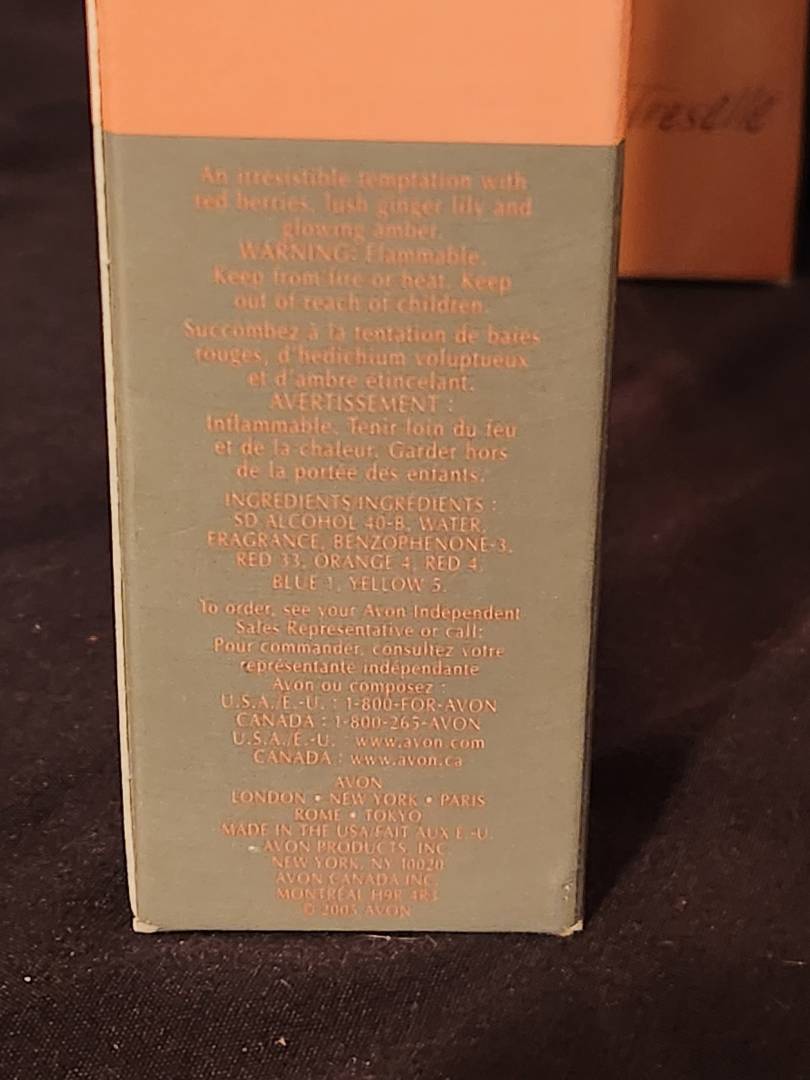 An irresistible temptation with
red berries, lush ginger lily and
glowing amber.
WARNING: Flammable.
Keep from fire or heat. Keep
out of reach of children.
Succombez à la tentation de baies
rouges, d'hedichium voluptueux
et d'ambre étincelant.
AVERTISSEMENT :
Inflammable. Tenir loin du feu
et de la chaleur. Garder hors
de la portée des enfants.
INGREDIENTS/INGRÉDIENTS :
SD ALCOHOL 40-B, WATER,
FRAGRANCE, BENZOPHENONE-3,
RED 33, ORANGE 4, RED 4,
BLUE 1, YELLOW 5.
To order, see your Avon Independent
Sales Representative or call:
Pour commander, consultez votre
représentante indépendante
Avon ou composez :
U.S.A./É.-U. : 1-800-FOR-AVON
CANADA : 1-800-265-AVON
U.S.A./É.-U. www.avon.com
CANADA : www.avon.ca
AVON
LONDON • NEW YORK • PARIS
ROME • TOKYO
MADE IN THE USA/FAIT AUX É.-U.
AVON PRODUCTS, INC.
NEW YORK, NY 10020
AVON CANADA INC.
MONTRÉAL H9R 4R3
© 2005 AVON
Treselle